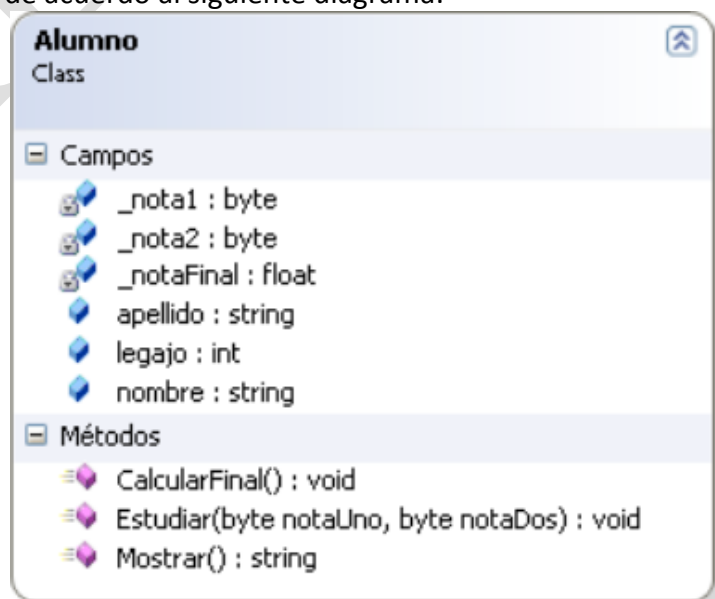 de acuerdo al siguiente diagrama:
Alumno
Class
Campos
_nota1 : byte
_nota2 : byte
_notaFinal : float
apellido : string
legajo : int
nombre : string
Métodos
CalcularFinal() : void
Estudiar(byte notaUno, byte notaDos) : void
Mostrar() : string